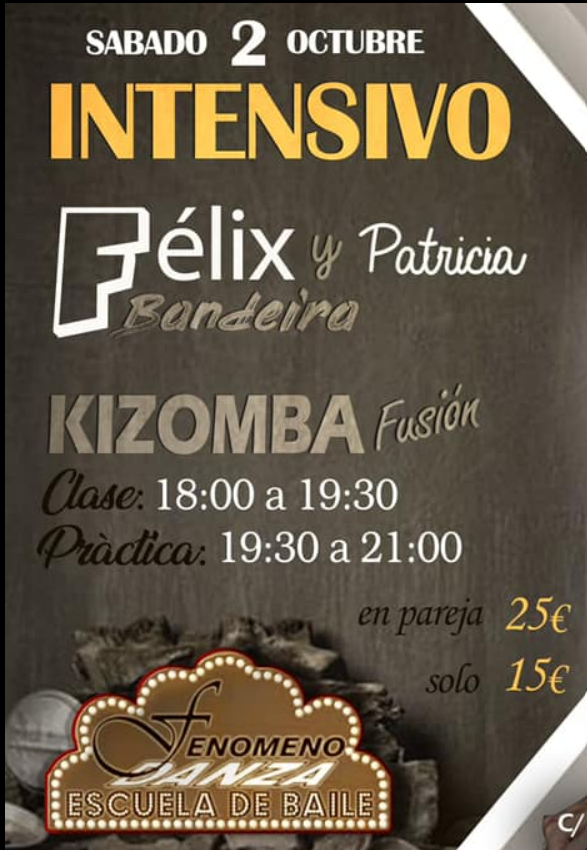 SABADO 2 OCTUBRE
INTENSIVO
Félix y Patricia
Bandeira
KIZOMBA Fusión
Clase: 18:00 a 19:30
Pràctica: 19:30 a 21:00
en pareja 25€
solo 15€
FENOMENO
DANZA
ESCUELA DE BAILE
C/